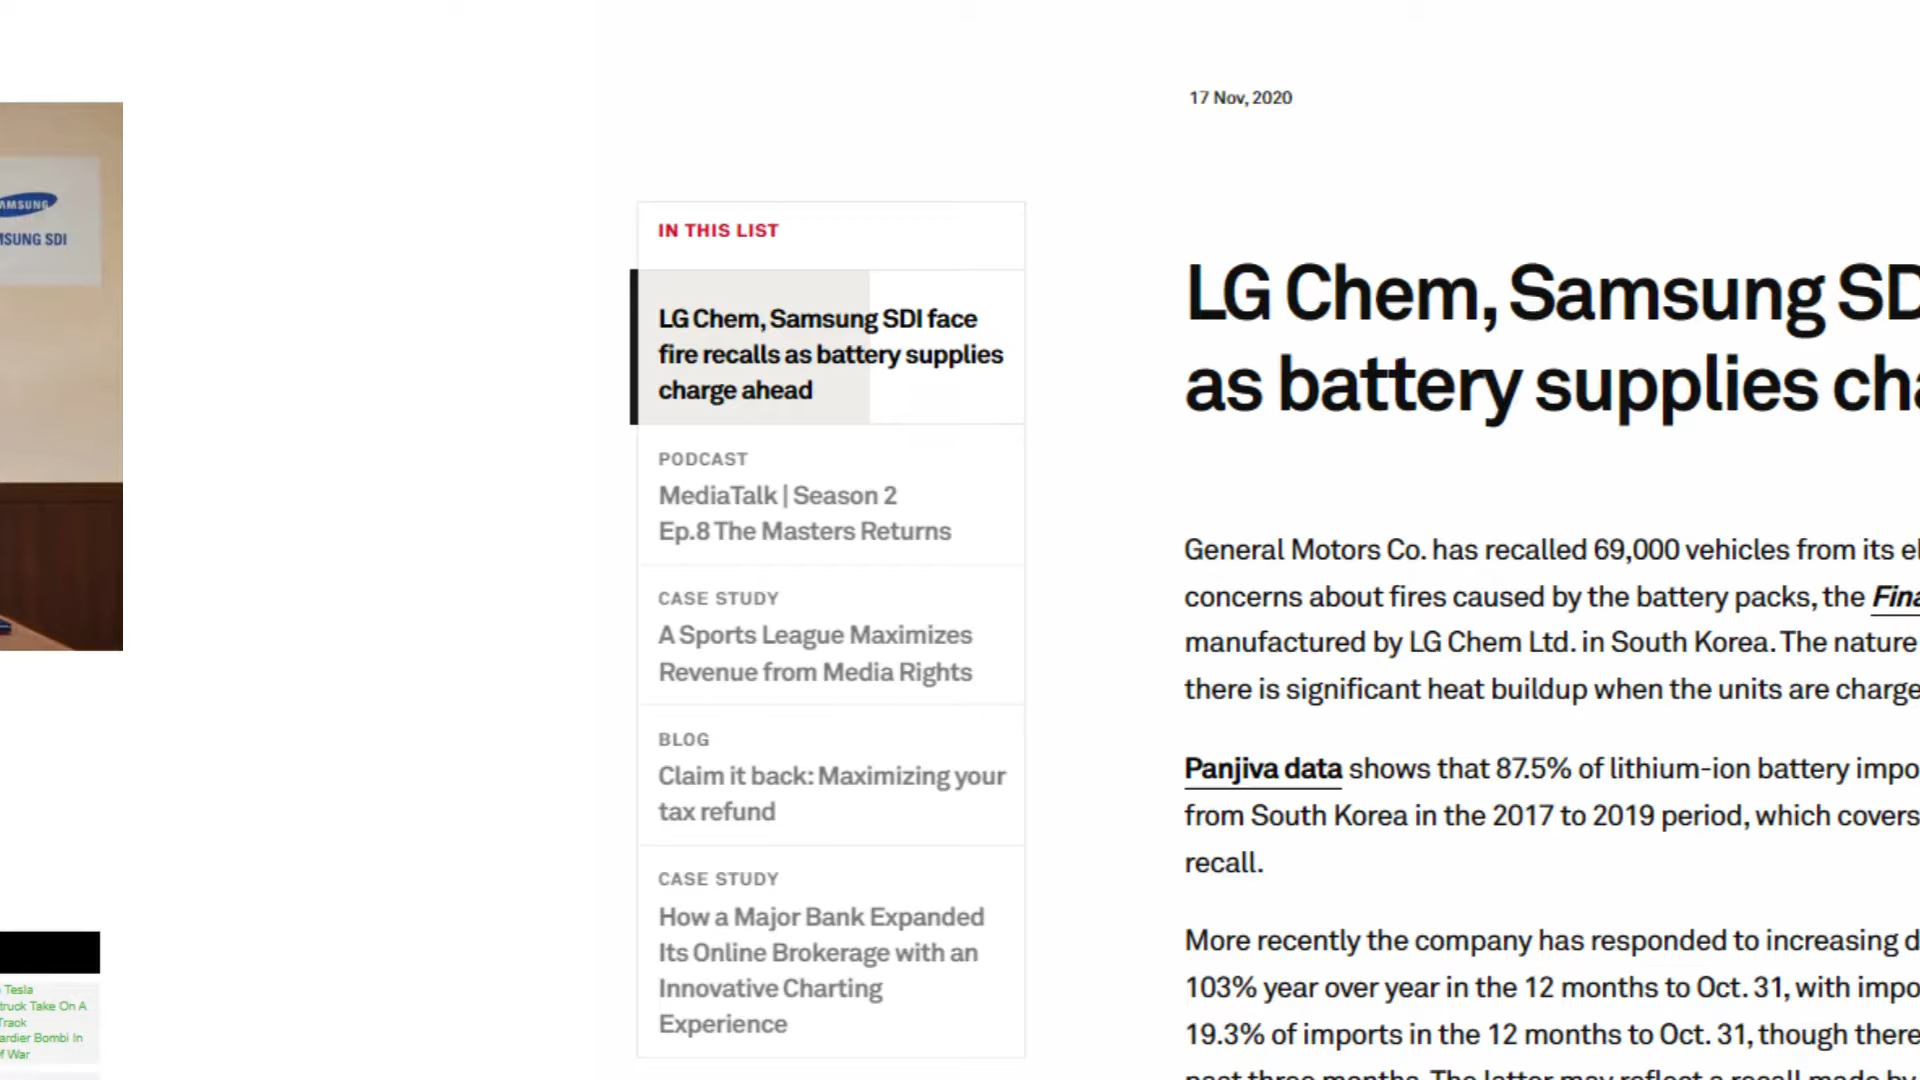 SAMSUNG SDI
17 Nov, 2020
IN THIS LIST
LG Chem, Samsung SDI face
fire recalls as battery supplies
charge ahead
PODCAST
MediaTalk | Season 2
Ep.8 The Masters Returns
CASE STUDY
A Sports League Maximizes
Revenue from Media Rights
BLOG
Claim it back: Maximizing your
tax refund
CASE STUDY
How a Major Bank Expanded
Its Online Brokerage with an
Innovative Charting
Experience
LG Chem, Samsung
as battery supplies
General Motors Co. has recalled 69,000 vehicles from its
concerns about fires caused by the battery packs, the
manufactured by LG Chem Ltd. in South Korea. The nature
there is significant heat buildup when the units are
Panjiva data shows that 87.5% of lithium-ion battery
from South Korea in the 2017 to 2019 period, which covers
recall.
More recently the company has responded to increasing
103% year over year in the 12 months to Oct. 31, with
19.3% of imports in the 12 months to Oct. 31, though there
Tesla
Take On A
Track
Bombi In
War